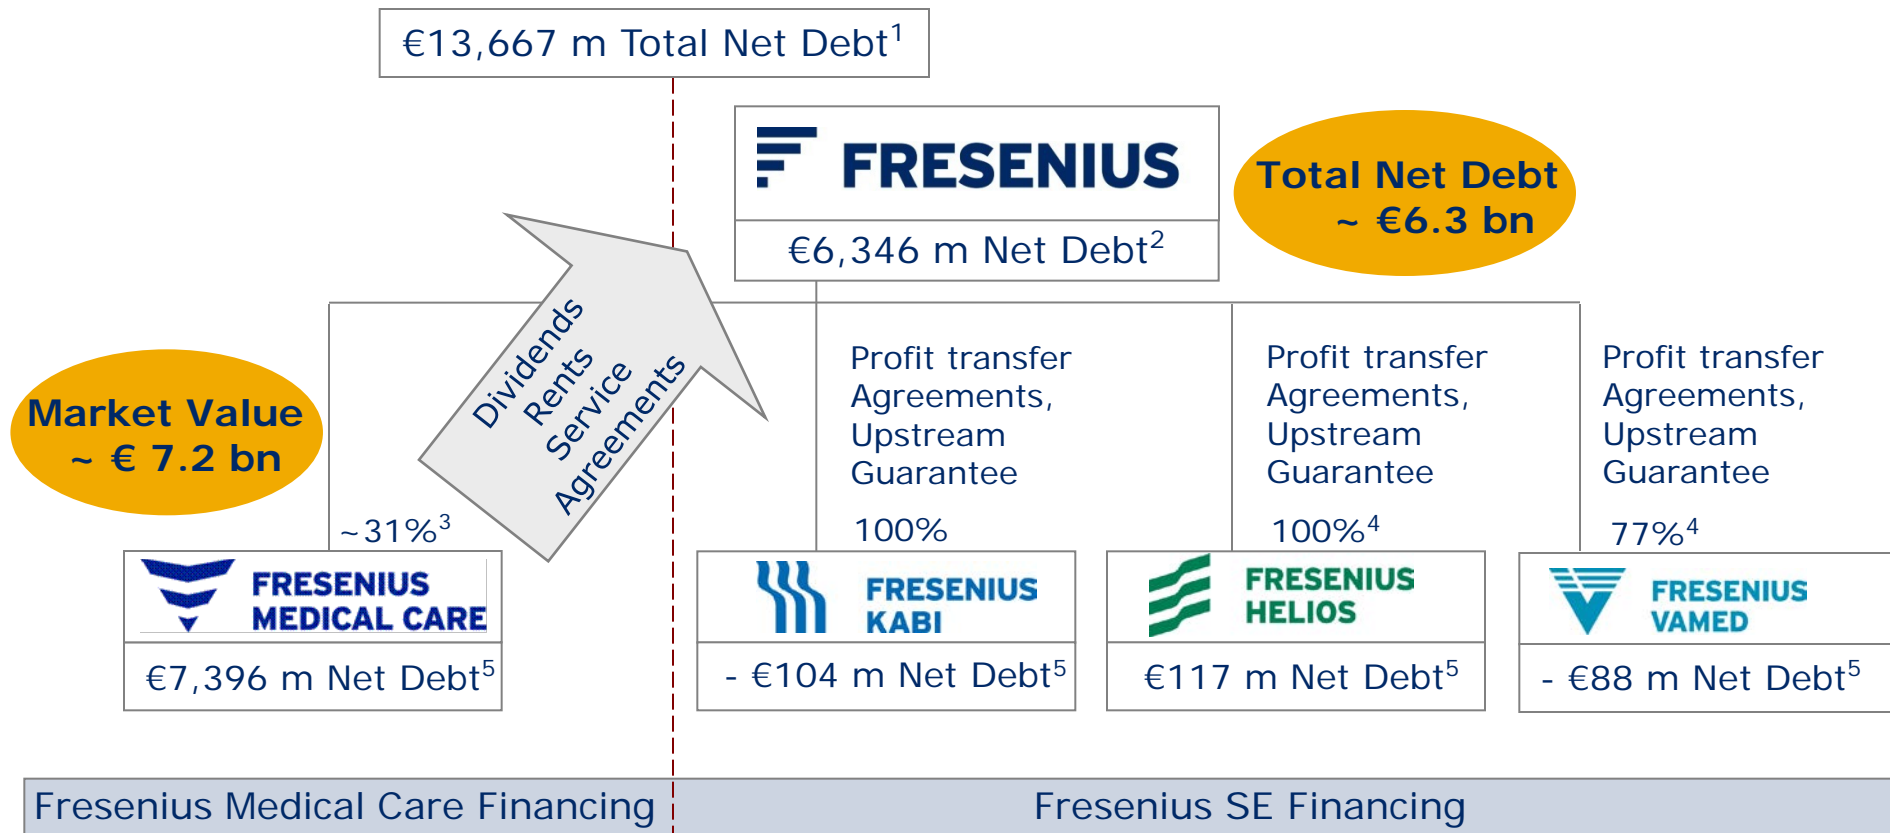 €13,667 m Total Net Debt1
FRESENIUS
€6,346 m Net Debt2
Total Net Debt
~ €6.3 bn
Dividends
Rents
Service
Agreements
Market Value
~ € 7.2 bn
~31%3
FRESENIUS
MEDICAL CARE
€7,396 m Net Debt5
Profit transfer
Agreements,
Upstream
Guarantee
100%
FRESENIUS
KABI
- €104 m Net Debt5
Profit transfer
Agreements,
Upstream
Guarantee
100%4
FRESENIUS
HELIOS
€117 m Net Debt5
Profit transfer
Agreements,
Upstream
Guarantee
77%4
FRESENIUS
VAMED
- €88 m Net Debt5
Fresenius Medical Care Financing
Fresenius SE Financing